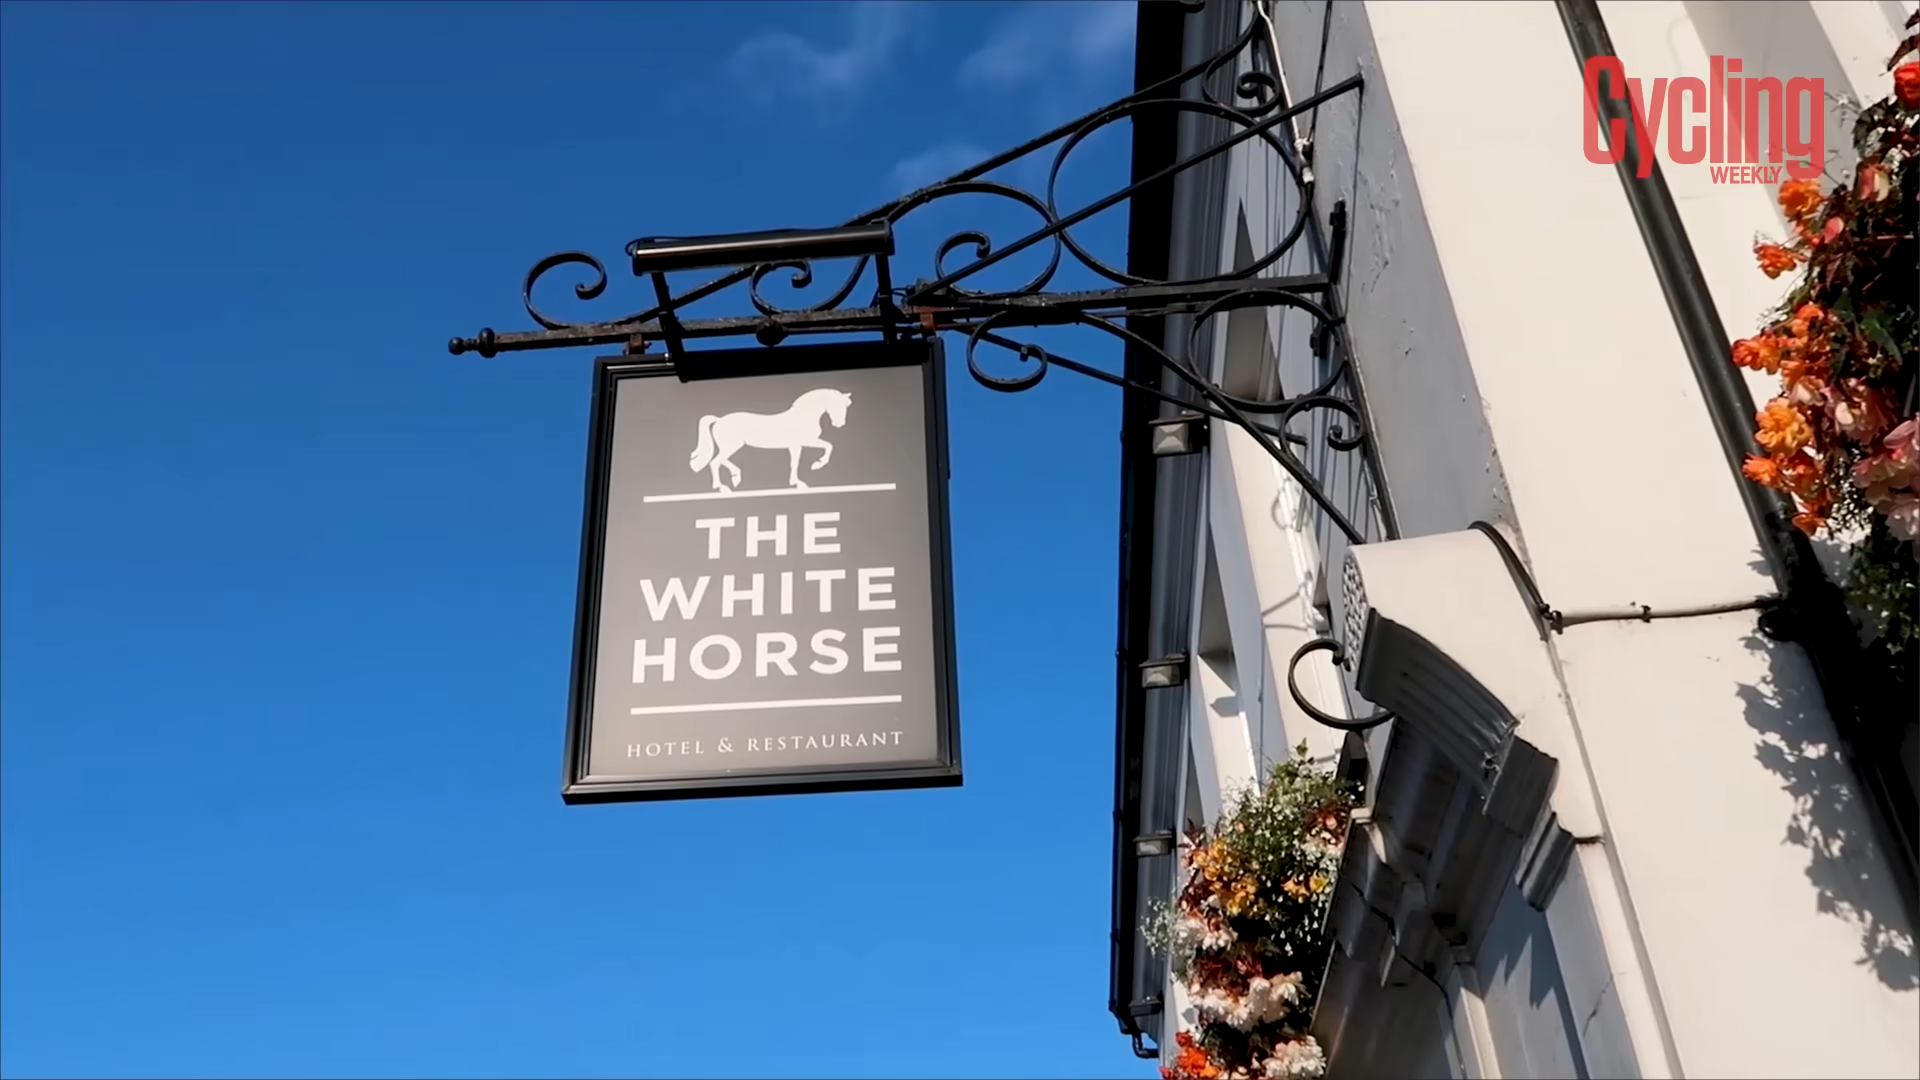 Cycling
WEEKLY
THE
WHITE
HORSE
HOTEL & RESTAURANT